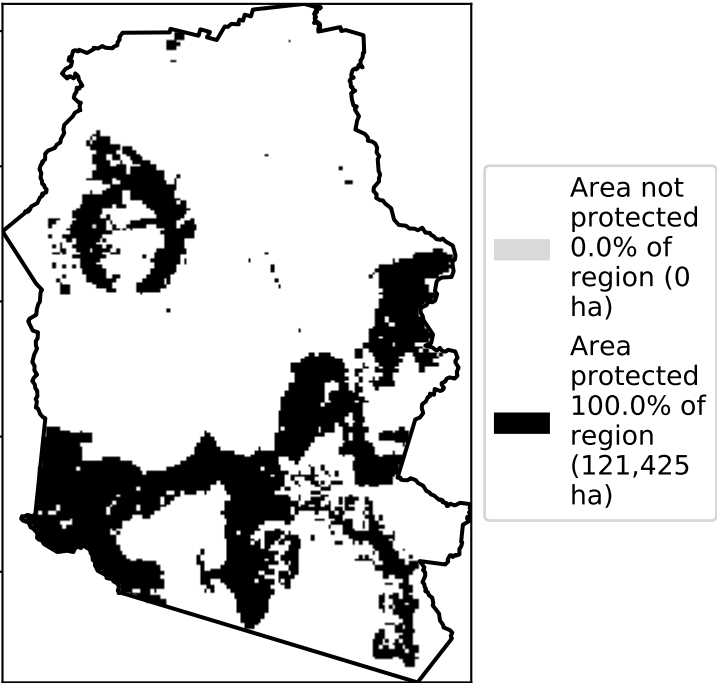 Area not
protected
0.0% of
region (0
ha)
Area
protected
100.0% of
region
(121,425
ha)